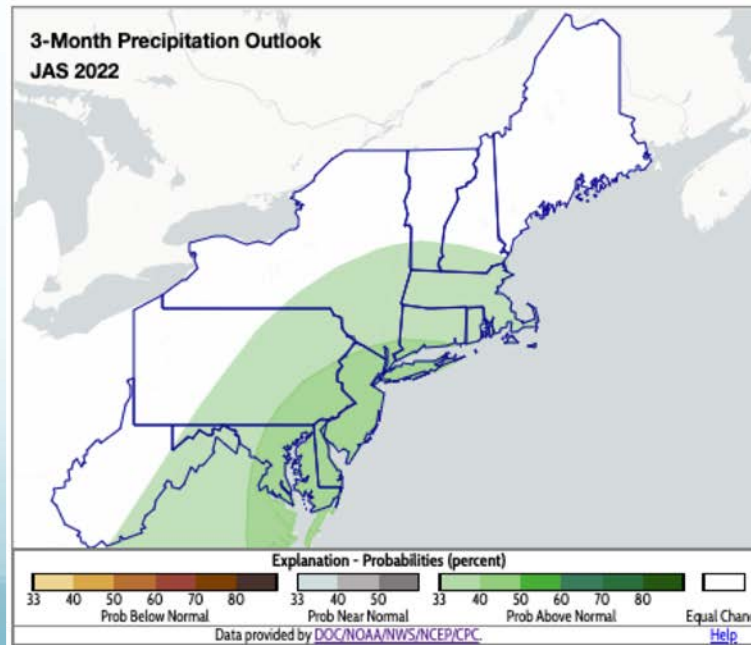 3-Month Precipitation Outlook
JAS 2022
Explanation - Probabilities (percent)
33 40 50 60 70 80 33 40 50 33 40 50 60 70 80
Prob Below Normal Prob Near Normal Prob Above Normal Equal Chanc
Data provided by DOC/NOAA/NWS/NCEP/CPC. Help